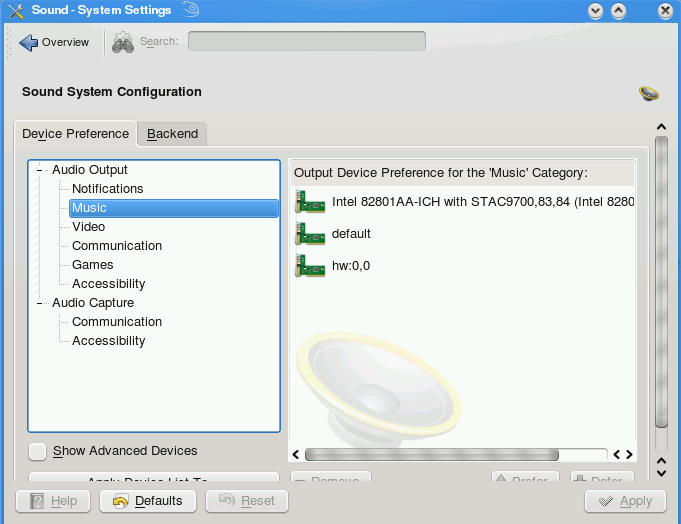 Sound - System Settings
Overview
Search:
Sound System Configuration
Device Preference
Backend
Audio Output
Notifications
Music
Video
Communication
Games
Accessibility
Audio Capture
Communication
Accessibility
Output Device Preference for the 'Music' Category:
Intel 82801AA-ICH with STAC9700,83,84 (Intel 8280
default
hw:0,0
Show Advanced Devices
Apply Device List To
Remove
Prefer
Defer
Help
Defaults
Reset
Apply